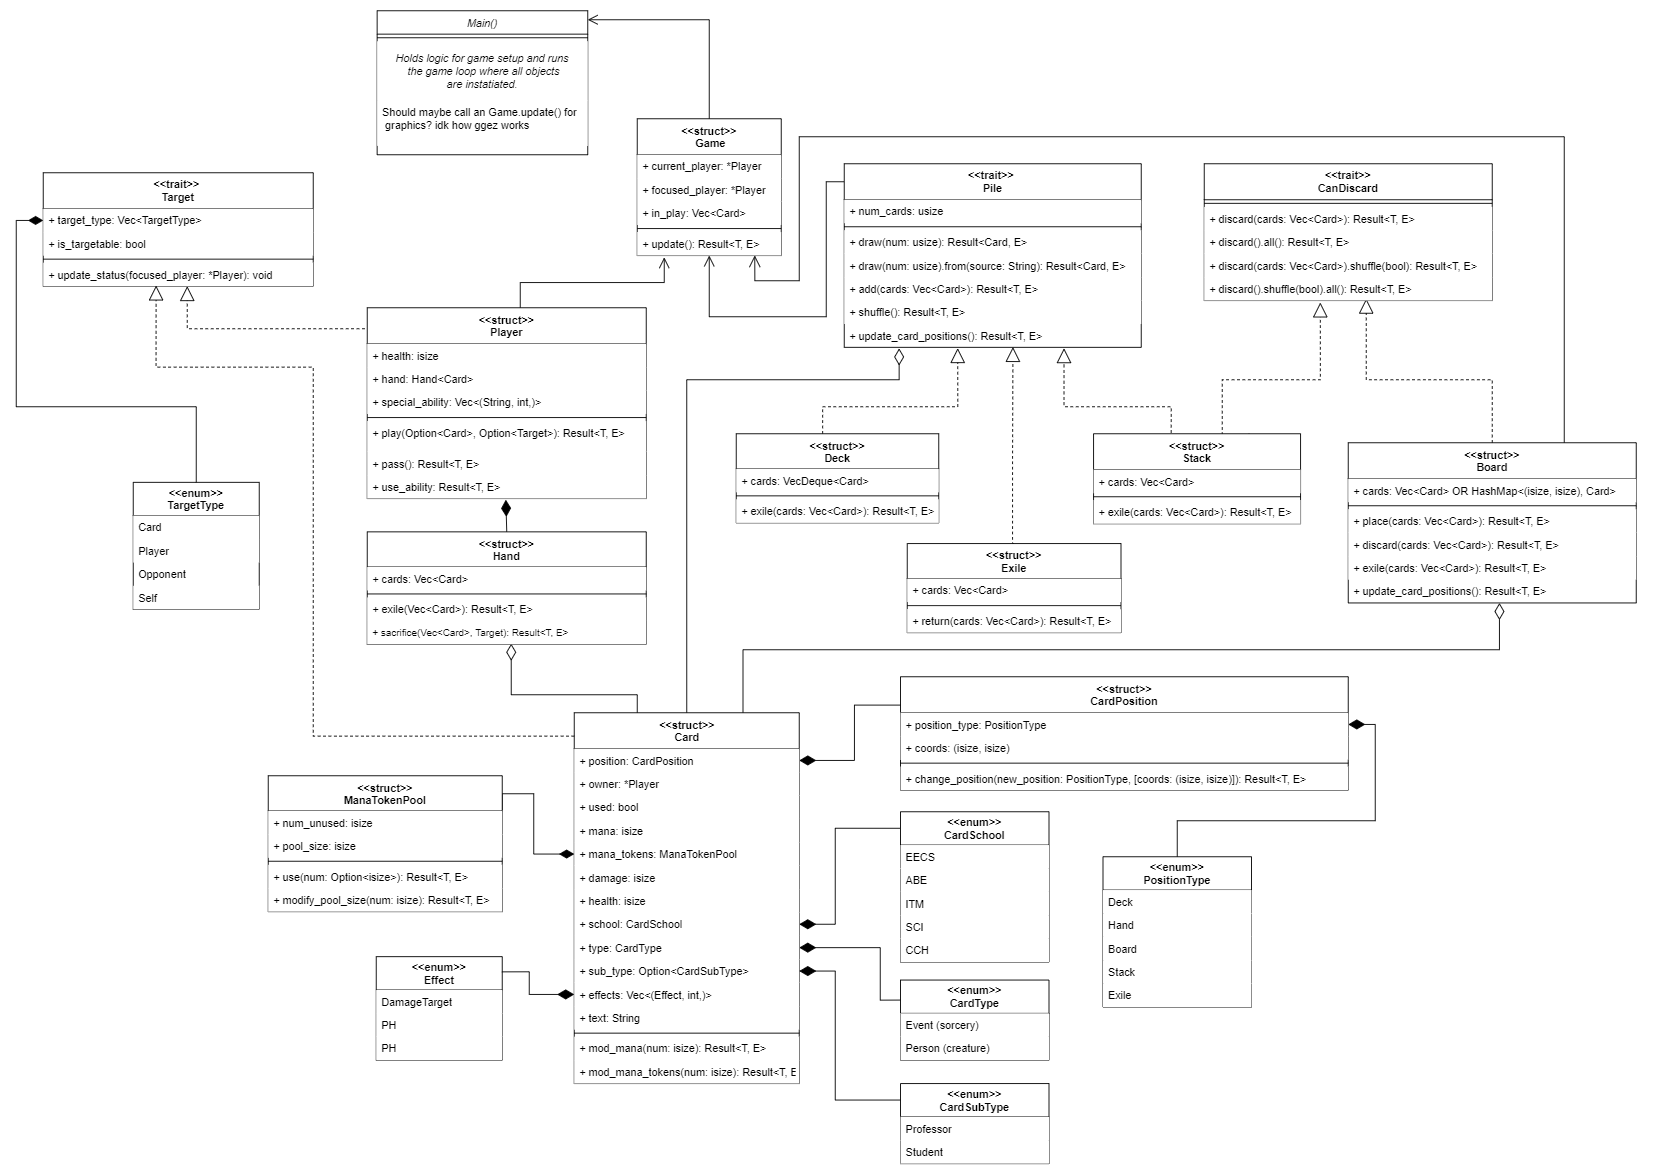 Main()
Holds logic for game setup and runs
the game loop where all objects
are instatiated.
Should maybe call an Game.update() for
graphics? idk how ggez works
<<struct>>
Game
+ current_player: *Player
+ focused_player: *Player
+ in_play: Vec<Card>
+ update(): Result<T, E>
<<trait>>
Target
+ target_type: Vec<TargetType>
+ is_targetable: bool
+ update_status(focused_player: *Player): void
<<trait>>
Pile
+ num_cards: usize
+ draw(num: usize): Result<Card, E>
+ draw(num: usize).from(source: String): Result<Card, E>
+ add(cards: Vec<Card>): Result<T, E>
+ shuffle(): Result<T, E>
+ update_card_positions(): Result<T, E>
<<trait>>
CanDiscard
+ discard(cards: Vec<Card>): Result<T, E>
+ discard().all(): Result<T, E>
+ discard(cards: Vec<Card>).shuffle(bool): Result<T, E>
+ discard().shuffle(bool).all(): Result<T, E>
<<struct>>
Player
+ health: isize
+ hand: Hand<Card>
+ special_ability: Vec<(String, int,)>
+ play(Option<Card>, Option<Target>): Result<T, E>
+ pass(): Result<T, E>
+ use_ability: Result<T, E>
<<enum>>
TargetType
Card
Player
Opponent
Self
<<struct>>
Hand
+ cards: Vec<Card>
+ exile(Vec<Card>): Result<T, E>
+ sacrifice(Vec<Card>, Target): Result<T, E>
<<struct>>
Deck
+ cards: VecDeque<Card>
+ exile(cards: Vec<Card>): Result<T, E>
<<struct>>
Exile
+ cards: Vec<Card>
+ return(cards: Vec<Card>): Result<T, E>
<<struct>>
Stack
+ cards: Vec<Card>
+ exile(cards: Vec<Card>): Result<T, E>
<<struct>>
Board
+ cards: Vec<Card> OR HashMap<(isize, isize), Card>
+ place(cards: Vec<Card>): Result<T, E>
+ discard(cards: Vec<Card>): Result<T, E>
+ exile(cards: Vec<Card>): Result<T, E>
+ update_card_positions(): Result<T, E>
<<struct>>
Card
+ position: CardPosition
+ owner: *Player
+ used: bool
+ mana: isize
+ mana_tokens: ManaTokenPool
+ damage: isize
+ health: isize
+ school: CardSchool
+ type: CardType
+ sub_type: Option<CardSubType>
+ effects: Vec<(Effect, int,)>
+ text: String
+ mod_mana(num: isize): Result<T, E>
+ mod_mana_tokens(num: isize): Result<T, E
<<struct>>
ManaTokenPool
+ num_unused: isize
+ pool_size: isize
+ use(num: Option<isize>): Result<T, E>
+ modify_pool_size(num: isize): Result<T, E>
<<enum>>
Effect
DamageTarget
PH
PH
<<struct>>
CardPosition
+ position_type: PositionType
+ coords: (isize, isize)
+ change_position(new_position: PositionType, [coords: (isize, isize)]): Result<T, E>
<<enum>>
CardSchool
EECS
ABE
ITM
SCI
CCH
<<enum>>
PositionType
Deck
Hand
Board
Stack
Exile
<<enum>>
CardType
Event (sorcery)
Person (creature)
<<enum>>
CardSubType
Professor
Student